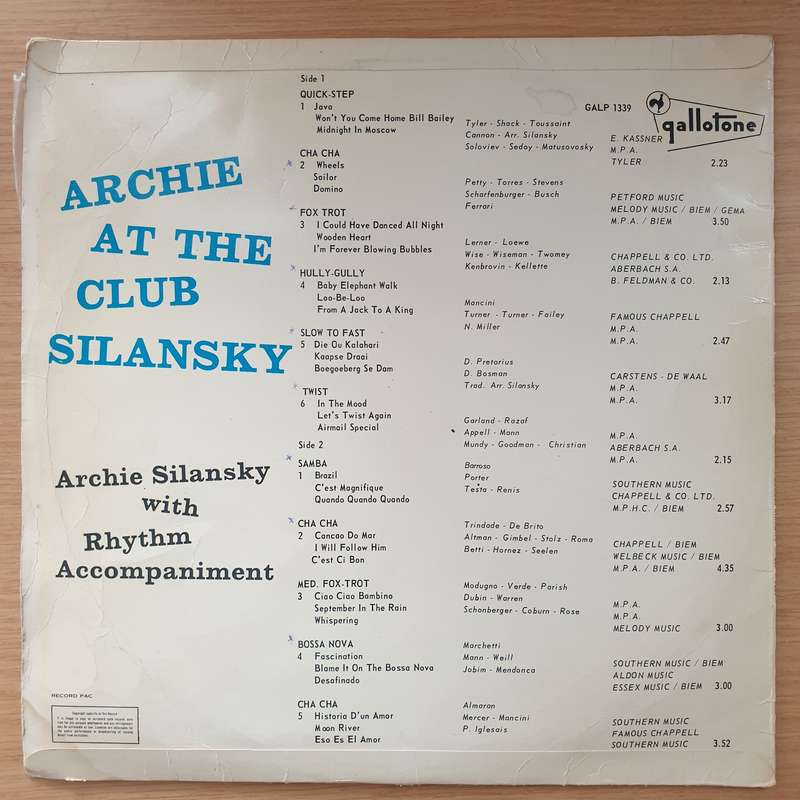 Side 1
GALP 1339
gallotone
QUICK-STEP
1 Java
Won't You Come Home Bill Bailey
Midnight In Moscow
Tyler - Shack - Toussaint
Cannon - Arr. Silansky
Soloviev - Sedoy - Matusovosky
E. KASSNER
M.P.A.
TYLER 2.23
CHA CHA
2 Wheels
Sailor
Domino
Petty - Torres - Stevens
Scharfenburger - Busch
Ferrari
PETFORD MUSIC
MELODY MUSIC / BIEM / GEMA
M.P.A. / BIEM 3.50
FOX TROT
3 I Could Have Danced All Night
Wooden Heart
I'm Forever Blowing Bubbles
Lerner - Loewe
Wise - Wiseman - Twomey
Kenbrovin - Kellette
CHAPPELL & CO. LTD.
ABERBACH S.A.
B. FELDMAN & CO. 2.13
HULLY-GULLY
4 Baby Elephant Walk
Loo-Be-Loo
From A Jack To A King
Mancini
Turner - Turner - Failey
N. Miller
FAMOUS CHAPPELL
M.P.A.
M.P.A. 2.47
SLOW TO FAST
5 Die Ou Kalahari
Kaapse Draai
Boegoeberg Se Dam
D. Pretorius
D. Bosman
Trad. Arr. Silansky
CARSTENS - DE WAAL
M.P.A.
M.P.A. 3.17
TWIST
6 In The Mood
Let's Twist Again
Airmail Special
Garland - Razaf
Appell - Mann
Mundy - Goodman - Christian
M.P.A.
ABERBACH S.A.
M.P.A. 2.15
Side 2
SAMBA
1 Brazil
C'est Magnifique
Quando Quando Quando
Barroso
Porter
Testa - Renis
SOUTHERN MUSIC
CHAPPELL & CO. LTD.
M.P.H.C. / BIEM 2.57
CHA CHA
2 Cancao Do Mar
I Will Follow Him
C'est Ci Bon
Trindade - De Brito
Altman - Gimbel - Stolz - Roma
Betti - Hornez - Seelen
CHAPPELL / BIEM
WELBECK MUSIC / BIEM
M.P.A. / BIEM 4.35
MED. FOX-TROT
3 Ciao Ciao Bambino
September In The Rain
Whispering
Modugno - Verde - Parish
Dubin - Warren
Schonberger - Coburn - Rose
M.P.A.
M.P.A.
MELODY MUSIC 3.00
BOSSA NOVA
4 Fascination
Blame It On The Bossa Nova
Desafinado
Marchetti
Mann - Weill
Jobim - Mendonca
SOUTHERN MUSIC / BIEM
ALDON MUSIC
ESSEX MUSIC / BIEM 3.00
CHA CHA
5 Historia D'un Amor
Moon River
Eso Es El Amor
Almaran
Mercer - Mancini
P. Iglesais
SOUTHERN MUSIC
FAMOUS CHAPPELL
SOUTHERN MUSIC 3.52
ARCHIE
AT THE
CLUB
SILANSKY
Archie Silansky
with
Rhythm
Accompaniment
RECORD PAC